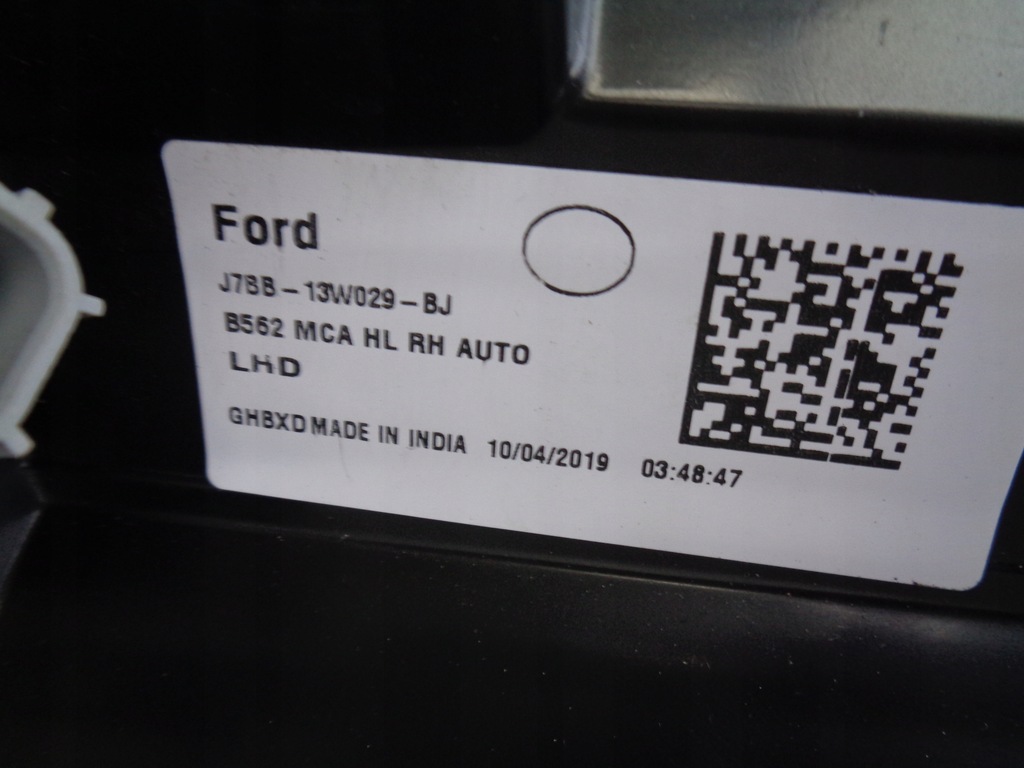 Ford
J7BB-13W029-BJ
B562 MCA HL RH AUTO
LHD
GHBXD MADE IN INDIA 10/04/2019 03:48:47